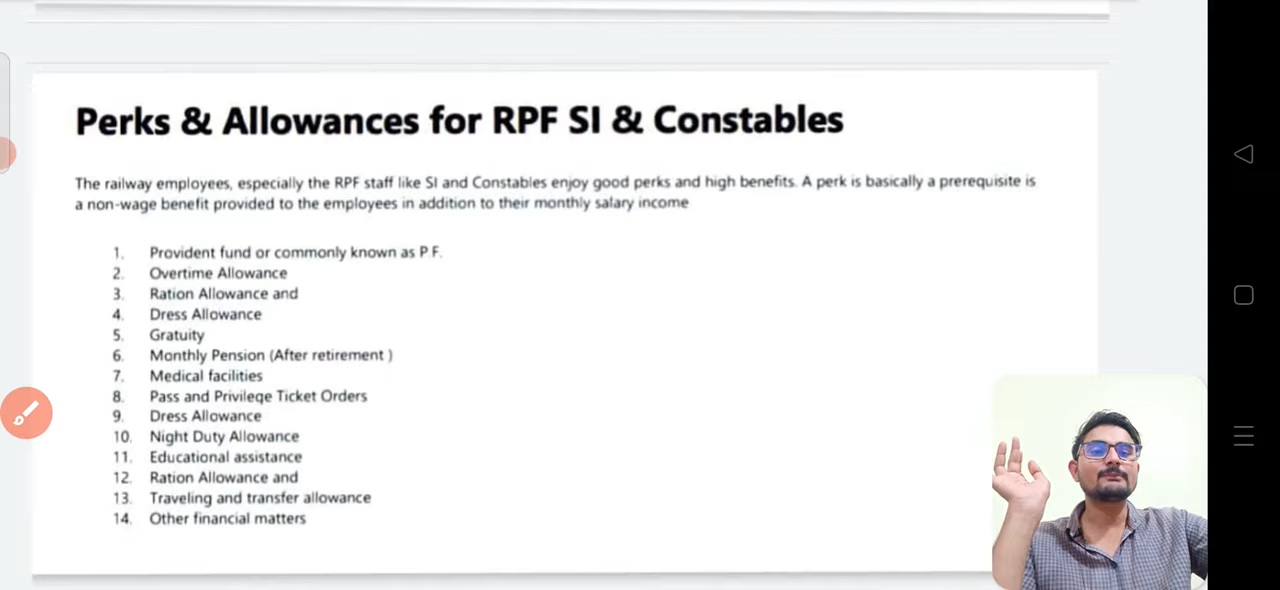 Perks & Allowances for RPF SI & Constables
The railway employees, especially the RPF staff like SI and Constables enjoy good perks and high benefits. A perk is basically a prerequisite is
a non-wage benefit provided to the employees in addition to their monthly salary income
1. Provident fund or commonly known as P.F.
2. Overtime Allowance
3. Ration Allowance and
4. Dress Allowance
5. Gratuity
6. Monthly Pension (After retirement )
7. Medical facilities
8. Pass and Privilege Ticket Orders
9. Dress Allowance
10. Night Duty Allowance
11. Educational assistance
12. Ration Allowance and
13. Traveling and transfer allowance
14. Other financial matters